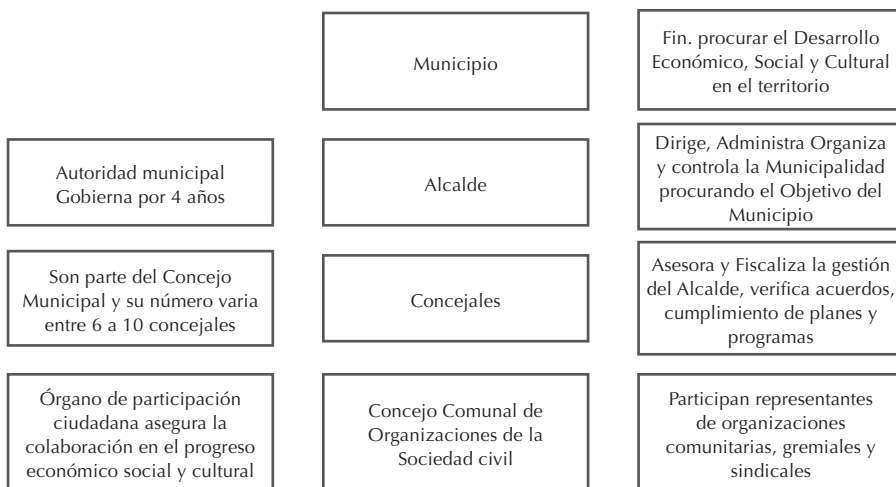 Municipio
Fin. procurar el Desarrollo
Económico, Social y Cultural
en el territorio
Autoridad municipal
Gobierna por 4 años
Alcalde
Dirige, Administra Organiza
y controla la Municipalidad
procurando el Objetivo del
Municipio
Son parte del Concejo
Municipal y su número varia
entre 6 a 10 concejales
Concejales
Asesora y Fiscaliza la gestión
del Alcalde, verifica acuerdos,
cumplimiento de planes y
programas
Órgano de participación
ciudadana asegura la
colaboración en el progreso
económico social y cultural
Concejo Comunal de
Organizaciones de la
Sociedad civil
Participan representantes
de organizaciones
comunitarias, gremiales y
sindicales